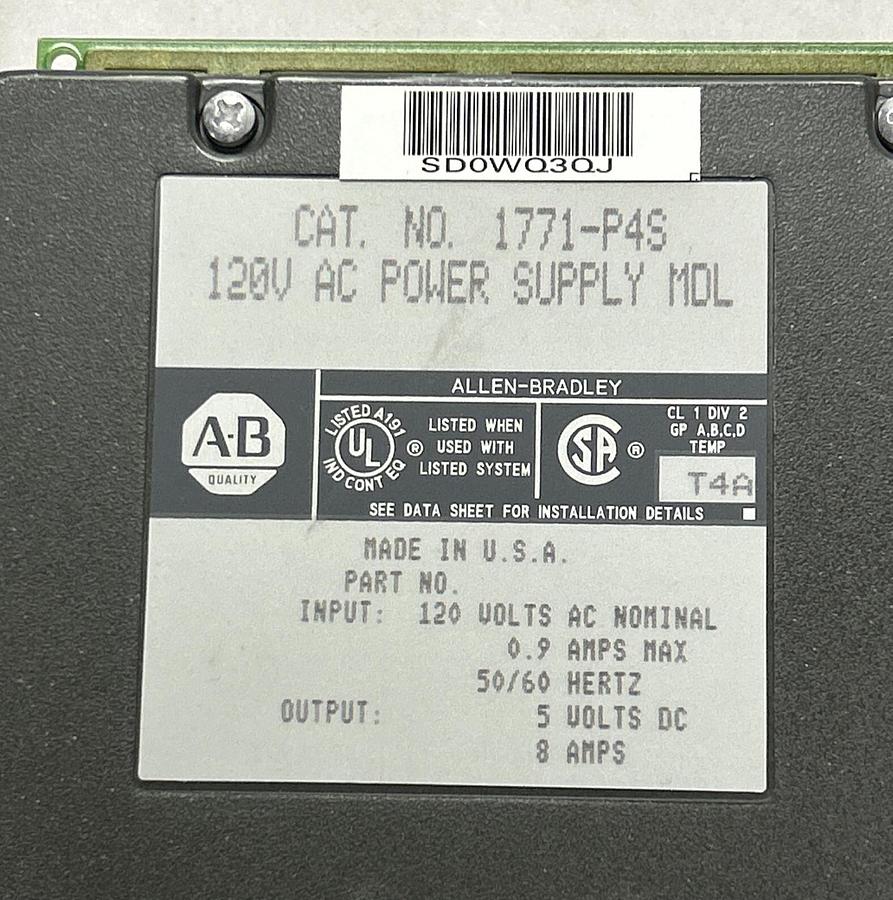 SD0WQ3QJ
CAT. NO. 1771-P4S
120V AC POWER SUPPLY MDL
ALLEN-BRADLEY
A-B
QUALITY
LISTED A191
UL
IND CONT EQ
®
LISTED WHEN
USED WITH
LISTED SYSTEM
SA
®
CL 1 DIV 2
GP A,B,C,D
TEMP
T4A
SEE DATA SHEET FOR INSTALLATION DETAILS
MADE IN U.S.A.
PART NO.
INPUT: 120 VOLTS AC NOMINAL
0.9 AMPS MAX
50/60 HERTZ
OUTPUT: 5 VOLTS DC
8 AMPS